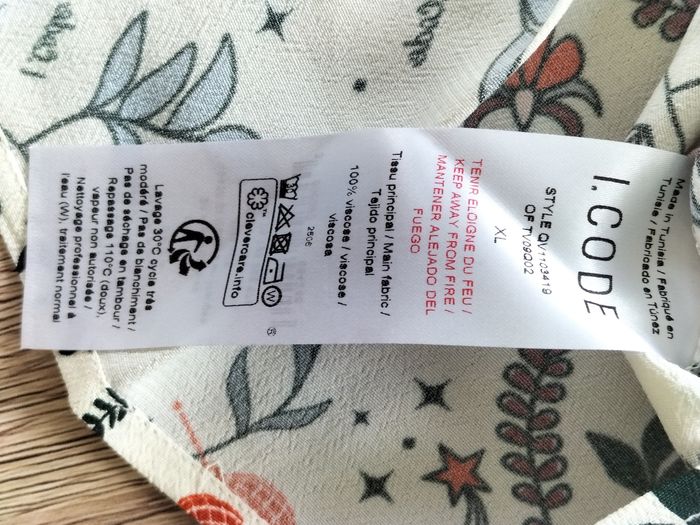 Made in Tunisia / Fabriqué en
Tunisie / Fabricado en Túnez
I.CODE
STYLE QV1103419
OF TV09Q02
XL
TENIR ELOIGNE DU FEU /
KEEP AWAY FROM FIRE /
MANTENER ALEJADO DEL
FUEGO
Tissu principal / Main fabric /
Tejido principal
100% viscose / viscose /
viscosa
2506
clevercare.info
Lavage 30°C cycle très
modéré / Pas de blanchiment /
Pas de séchage en tambour /
Repassage 110°C (doux),
vapeur non autorisée /
Nettoyage professionnel à
l'eau (W), traitement normal